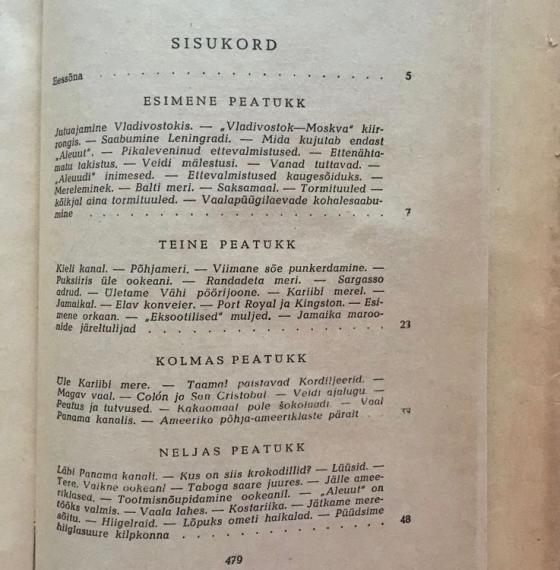 SISUKORD
Eessõna . . . . . . . . . . . . . . . . . . 5
ESIMENE PEATÜKK
Jutuajamine Vladivostokis. — „Vladivostok—Moskva" kiir-
rongis. — Saabumine Leningradi. — Mida kujutab endast
„Aleuut". — Pikaleveninud ettevalmistused. — Ettenähta-
matu takistus. — Veidi mälestusi. — Vanad tuttavad. —
„Aleuudi" inimesed. — Ettevalmistused kaugesõiduks. —
Mereleminek. — Balti meri. — Saksamaal. — Tormituuled —
kõikjal aina tormituuled. — Vaalapüügilaevade kohalesaabu-
mine . . . . . . . . . . . . . . . . . . 7
TEINE PEATÜKK
Kieli kanal. — Põhjameri. — Viimane söe punkerdamine. —
Puksiiris üle ookeani. — Randadeta meri. — Sargasso
adrud. — Ületame Vähi pöörijoone. — Kariibi merel. —
Jamaikal. — Elav konveier. — Port Royal ja Kingston. — Esi-
mene orkaan. — „Eksootilised" muljed. — Jamaika maroo-
nide järeltulijad . . . . . . . . . . . . 23
KOLMAS PEATÜKK
Üle Kariibi mere. — Taamal paistavad Kordiljeerid. —
Magav vaal. — Colón ja San Cristobal — Veidi ajalugu. —
Peatus ja tutvused. — Kakaomaal pole šokolaadi. — Vaal
Panama kanalis. — Ameerika põhja-ameeriklaste pärait . . .
NELJAS PEATÜKK
Läbi Panama kanali. — Kus on siis krokodillid? — Lüüsid. —
Tere, Vaikne ookean! — Taboga saare juures. — Jälle amee-
riklased. — Tootmisnõupidamine ookeanil. — „Aleuut" on
tööks valmis. — Vaala lahes. — Kostariika. — Jätkame mere-
sõitu. — Hiigelraid. — Lõpuks ometi haikalad. — Püüdsime
hiiglasuure kilpkonna . . . . . . . . . . 48
479